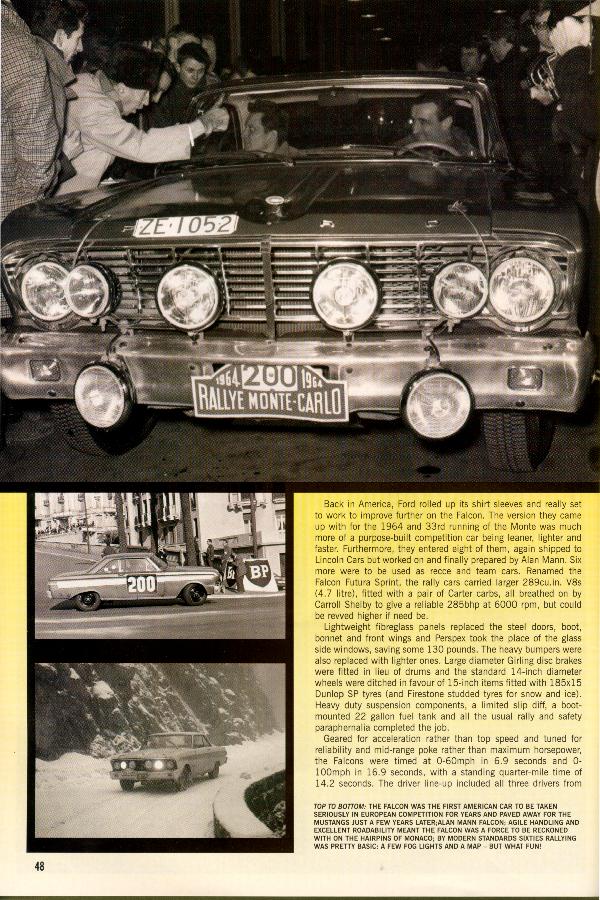 ZE·1052
1964 200 1964
RALLYE MONTE-CARLO
200
BP
BP
Back in America, Ford rolled up its shirt sleeves and really set
to work to improve further on the Falcon. The version they came
up with for the 1964 and 33rd running of the Monte was much
more of a purpose-built competition car being leaner, lighter and
faster. Furthermore, they entered eight of them, again shipped to
Lincoln Cars but worked on and finally prepared by Alan Mann. Six
more were to be used as recce and team cars. Renamed the
Falcon Futura Sprint, the rally cars carried larger 289cu.in. V8s
(4.7 litre), fitted with a pair of Carter carbs, all breathed on by
Carroll Shelby to give a reliable 285bhp at 6000 rpm, but could
be revved higher if need be.
Lightweight fibreglass panels replaced the steel doors, boot,
bonnet and front wings and Perspex took the place of the glass
side windows, saving some 130 pounds. The heavy bumpers were
also replaced with lighter ones. Large diameter Girling disc brakes
were fitted in lieu of drums and the standard 14-inch diameter
wheels were ditched in favour of 15-inch items fitted with 185x15
Dunlop SP tyres (and Firestone studded tyres for snow and ice).
Heavy duty suspension components, a limited slip diff, a boot-
mounted 22 gallon fuel tank and all the usual rally and safety
paraphernalia completed the job.
Geared for acceleration rather than top speed and tuned for
reliability and mid-range poke rather than maximum horsepower,
the Falcons were timed at 0-60mph in 6.9 seconds and 0-
100mph in 16.9 seconds, with a standing quarter-mile time of
14.2 seconds. The driver line-up included all three drivers from
TOP TO BOTTOM: THE FALCON WAS THE FIRST AMERICAN CAR TO BE TAKEN
SERIOUSLY IN EUROPEAN COMPETITION FOR YEARS AND PAVED AWAY FOR THE
MUSTANGS JUST A FEW YEARS LATER;ALAN MANN FALCON; AGILE HANDLING AND
EXCELLENT ROADABILITY MEANT THE FALCON WAS A FORCE TO BE RECKONED
WITH ON THE HAIRPINS OF MONACO; BY MODERN STANDARDS SIXTIES RALLYING
WAS PRETTY BASIC: A FEW FOG LIGHTS AND A MAP – BUT WHAT FUN!
48